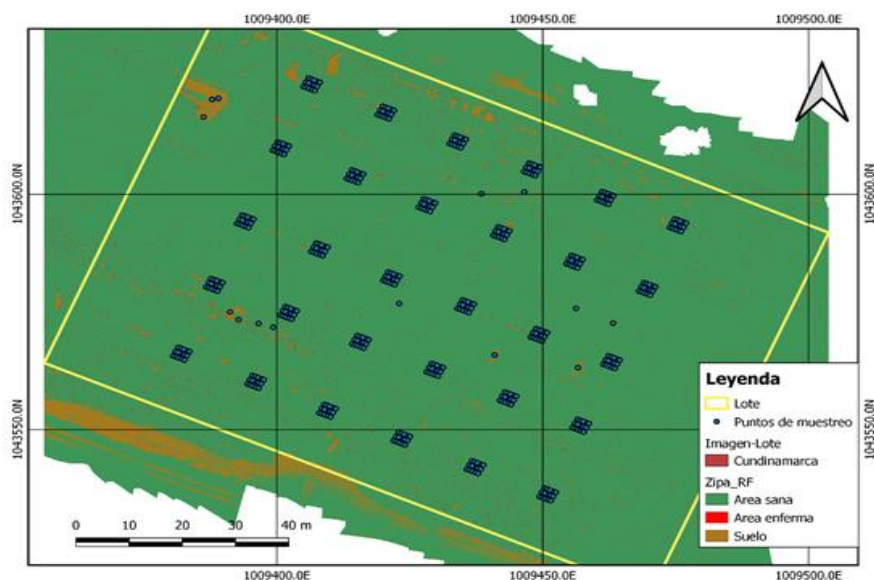 1009400.0E
1009450.0E
1009500.0E
1043600.0N
1043600.0N
1043550.0N
1043550.0N
Leyenda
Lote
Puntos de muestreo
Imagen-Lote
Cundinamarca
Zipa_RF
Area sana
Area enferma
Suelo
0 10 20 30 40 m
1009400.0E
1009450.0E
1009500.0E